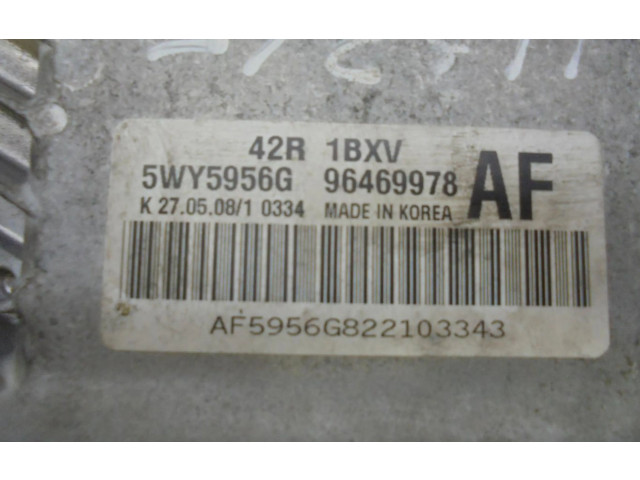 42R 1BXV
5WY5956G 96469978 AF
K 27.05.08/1 0334 MADE IN KOREA
AF5956G822103343